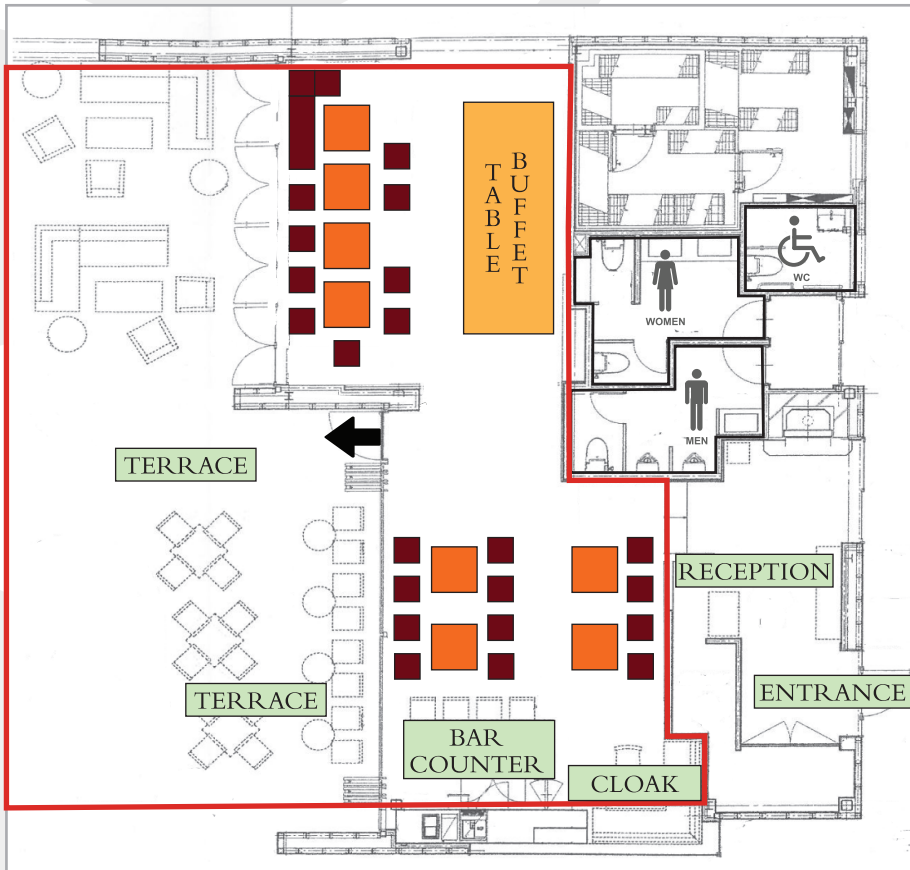 TABLE
BUFFET
WC
WOMEN
MEN
TERRACE
RECEPTION
TERRACE
ENTRANCE
BAR
COUNTER
CLOAK